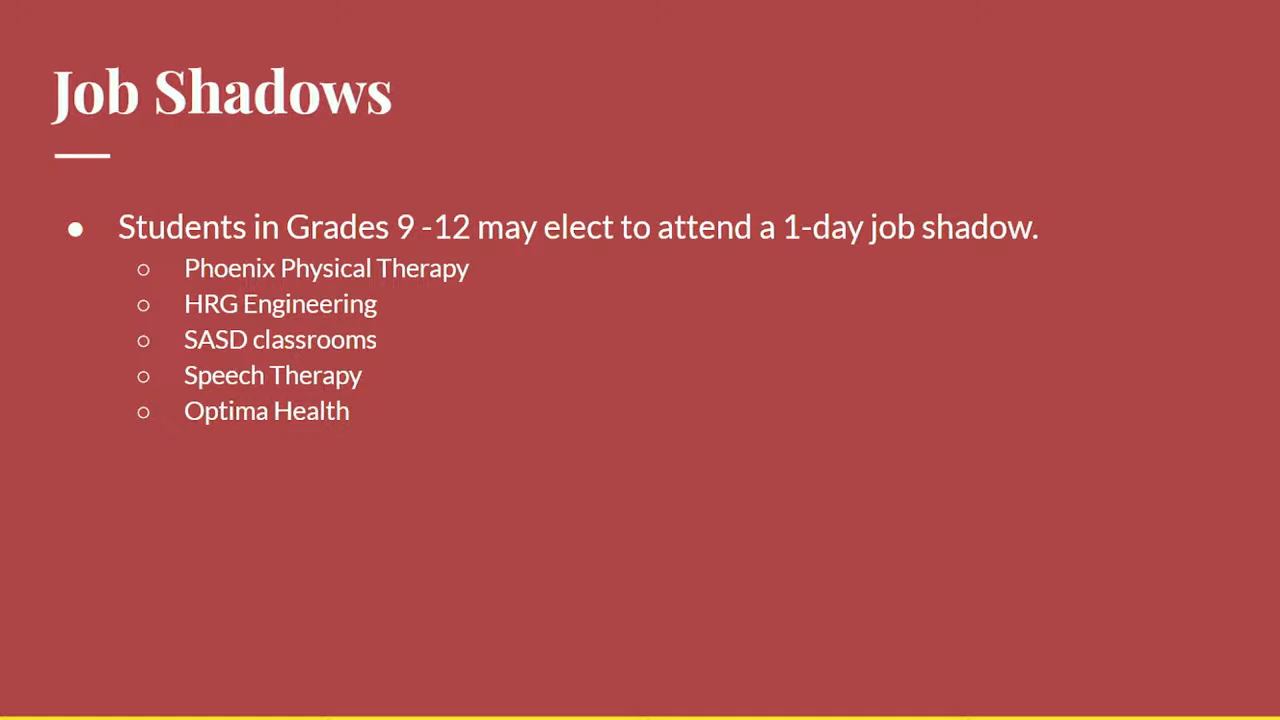 Job Shadows
● Students in Grades 9 -12 may elect to attend a 1-day job shadow.
○ Phoenix Physical Therapy
○ HRG Engineering
○ SASD classrooms
○ Speech Therapy
○ Optima Health